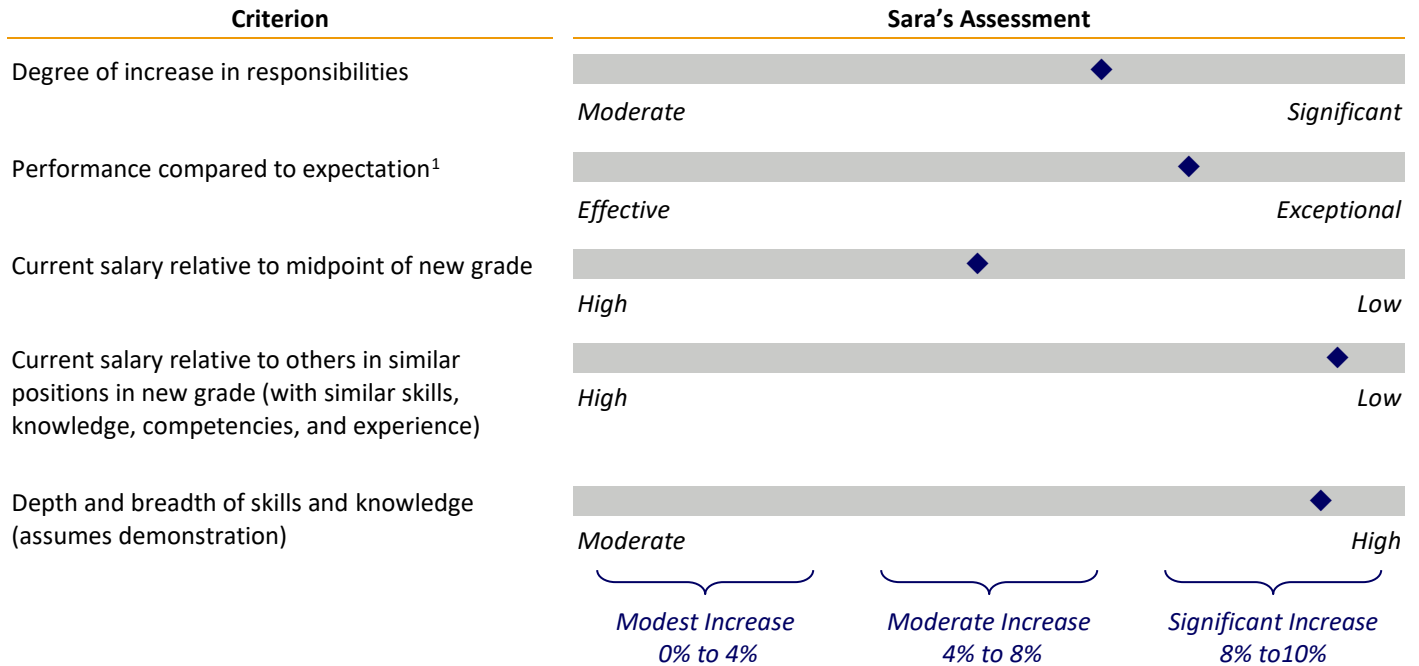 Criterion
Sara’s Assessment
Degree of increase in responsibilities
Moderate
Significant
Performance compared to expectation1
Effective
Exceptional
Current salary relative to midpoint of new grade
High
Low
Current salary relative to others in similar
positions in new grade (with similar skills,
knowledge, competencies, and experience)
High
Low
Depth and breadth of skills and knowledge
(assumes demonstration)
Moderate
High
Modest Increase
0% to 4%
Moderate Increase
4% to 8%
Significant Increase
8% to10%